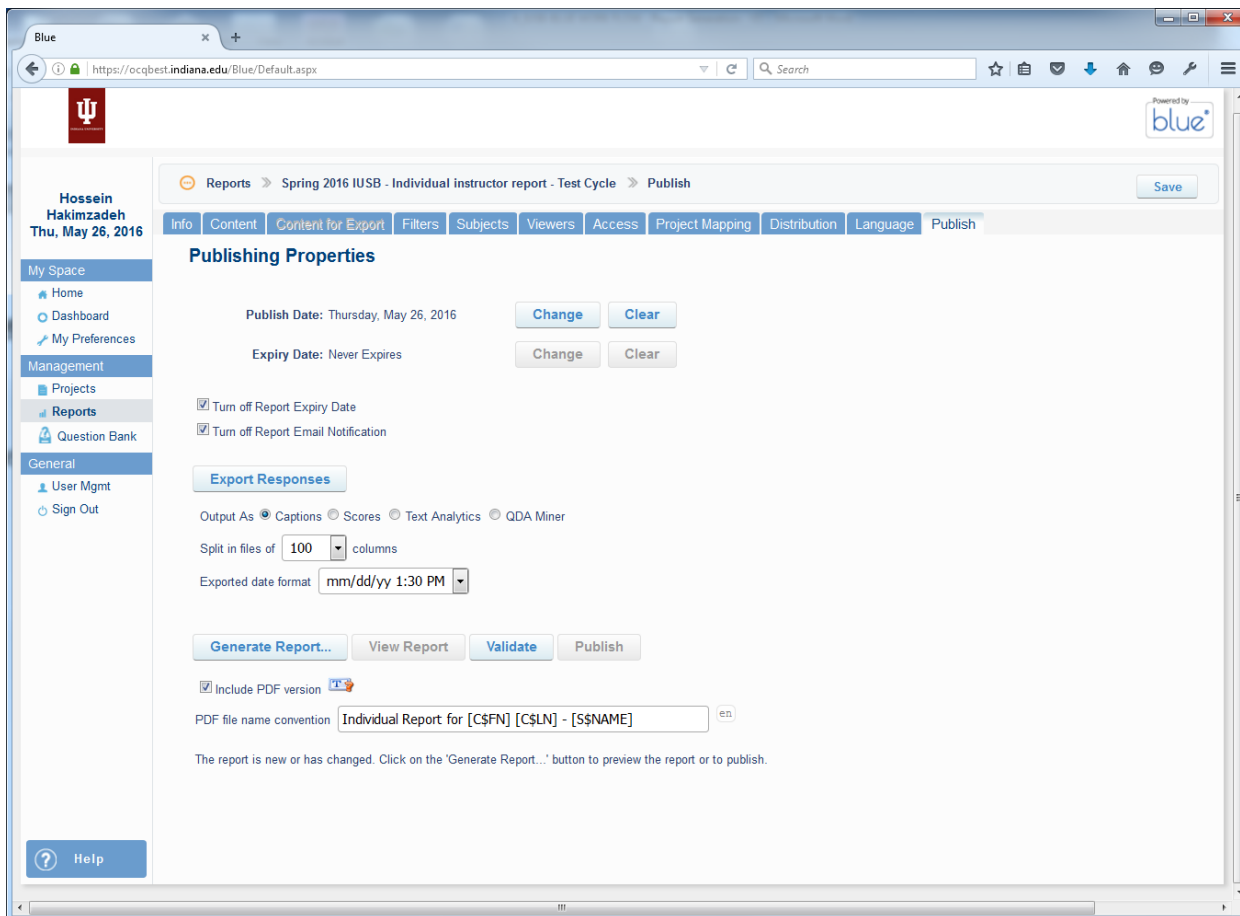 Blue
https://ocqbest.indiana.edu/Blue/Default.aspx
Search
INDIANA UNIVERSITY
Powered by
blue
Hossein
Hakimzadeh
Thu, May 26, 2016
Reports » Spring 2016 IUSB - Individual instructor report - Test Cycle » Publish
Save
Info Content Content for Export Filters Subjects Viewers Access Project Mapping Distribution Language Publish
Publishing Properties
My Space
Home
Dashboard
My Preferences
Management
Projects
Reports
Question Bank
General
User Mgmt
Sign Out
Publish Date: Thursday, May 26, 2016 Change Clear
Expiry Date: Never Expires Change Clear
Turn off Report Expiry Date
Turn off Report Email Notification
Export Responses
Output As Captions Scores Text Analytics QDA Miner
Split in files of 100 columns
Exported date format mm/dd/yy 1:30 PM
Generate Report... View Report Validate Publish
Include PDF version T
PDF file name convention Individual Report for [C$FN] [C$LN] - [S$NAME] en
The report is new or has changed. Click on the 'Generate Report...' button to preview the report or to publish.
? Help